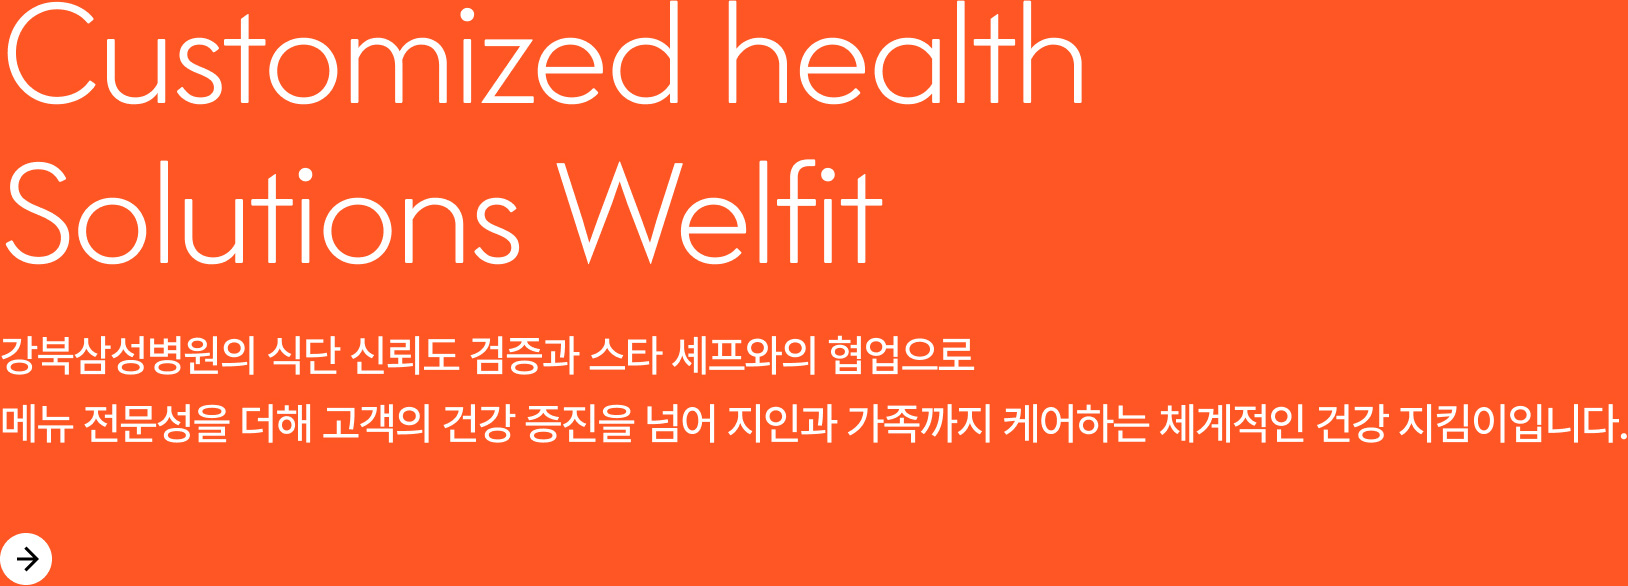 Customized health
Solutions Welfit
강북삼성병원의 식단 신뢰도 검증과 스타 셰프와의 협업으로
메뉴 전문성을 더해 고객의 건강 증진을 넘어 지인과 가족까지 케어하는 체계적인 건강 지킴이입니다.